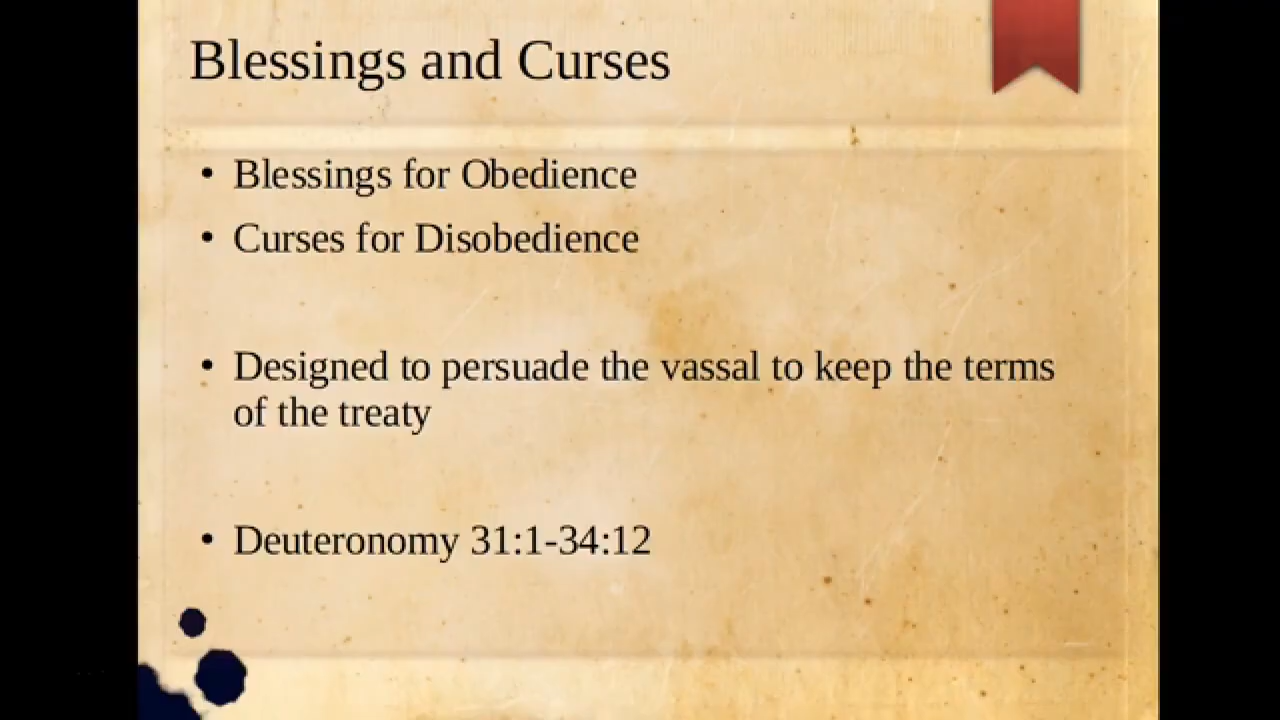 Blessings and Curses
• Blessings for Obedience
• Curses for Disobedience
• Designed to persuade the vassal to keep the terms
of the treaty
• Deuteronomy 31:1-34:12